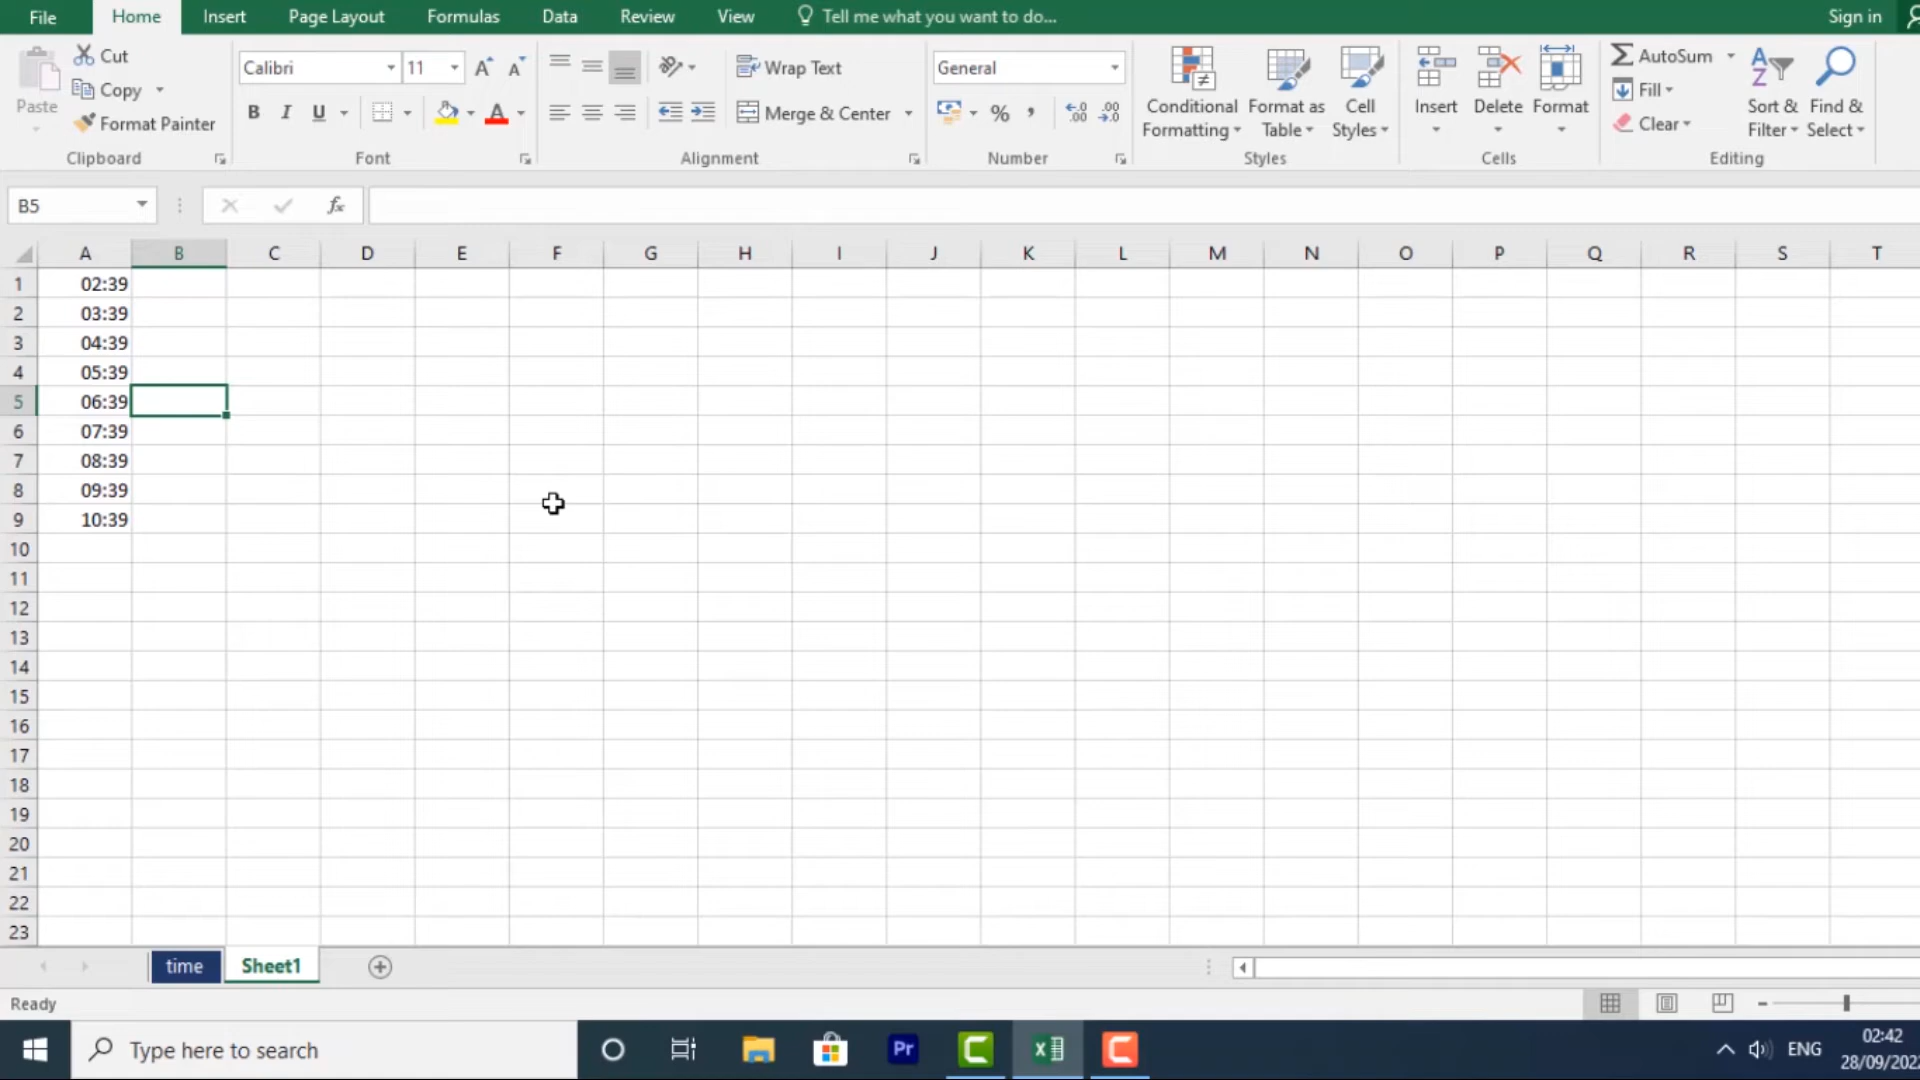 File Home Insert Page Layout Formulas Data Review View Tell me what you want to do... Sign in
Paste
Cut
Copy
Format Painter
Clipboard
Calibri 11
B I U
Font
Wrap Text
Merge & Center
Alignment
General
% ,
Number
Conditional Formatting
Format as Table
Cell Styles
Styles
Insert Delete Format
Cells
AutoSum
Fill
Clear
Sort & Filter
Find & Select
Editing
B5 fx
A B C D E F G H I J K L M N O P Q R S T
1 02:39
2 03:39
3 04:39
4 05:39
5 06:39
6 07:39
7 08:39
8 09:39
9 10:39
10
11
12
13
14
15
16
17
18
19
20
21
22
23
time Sheet1
Ready
Type here to search Pr ENG 02:42